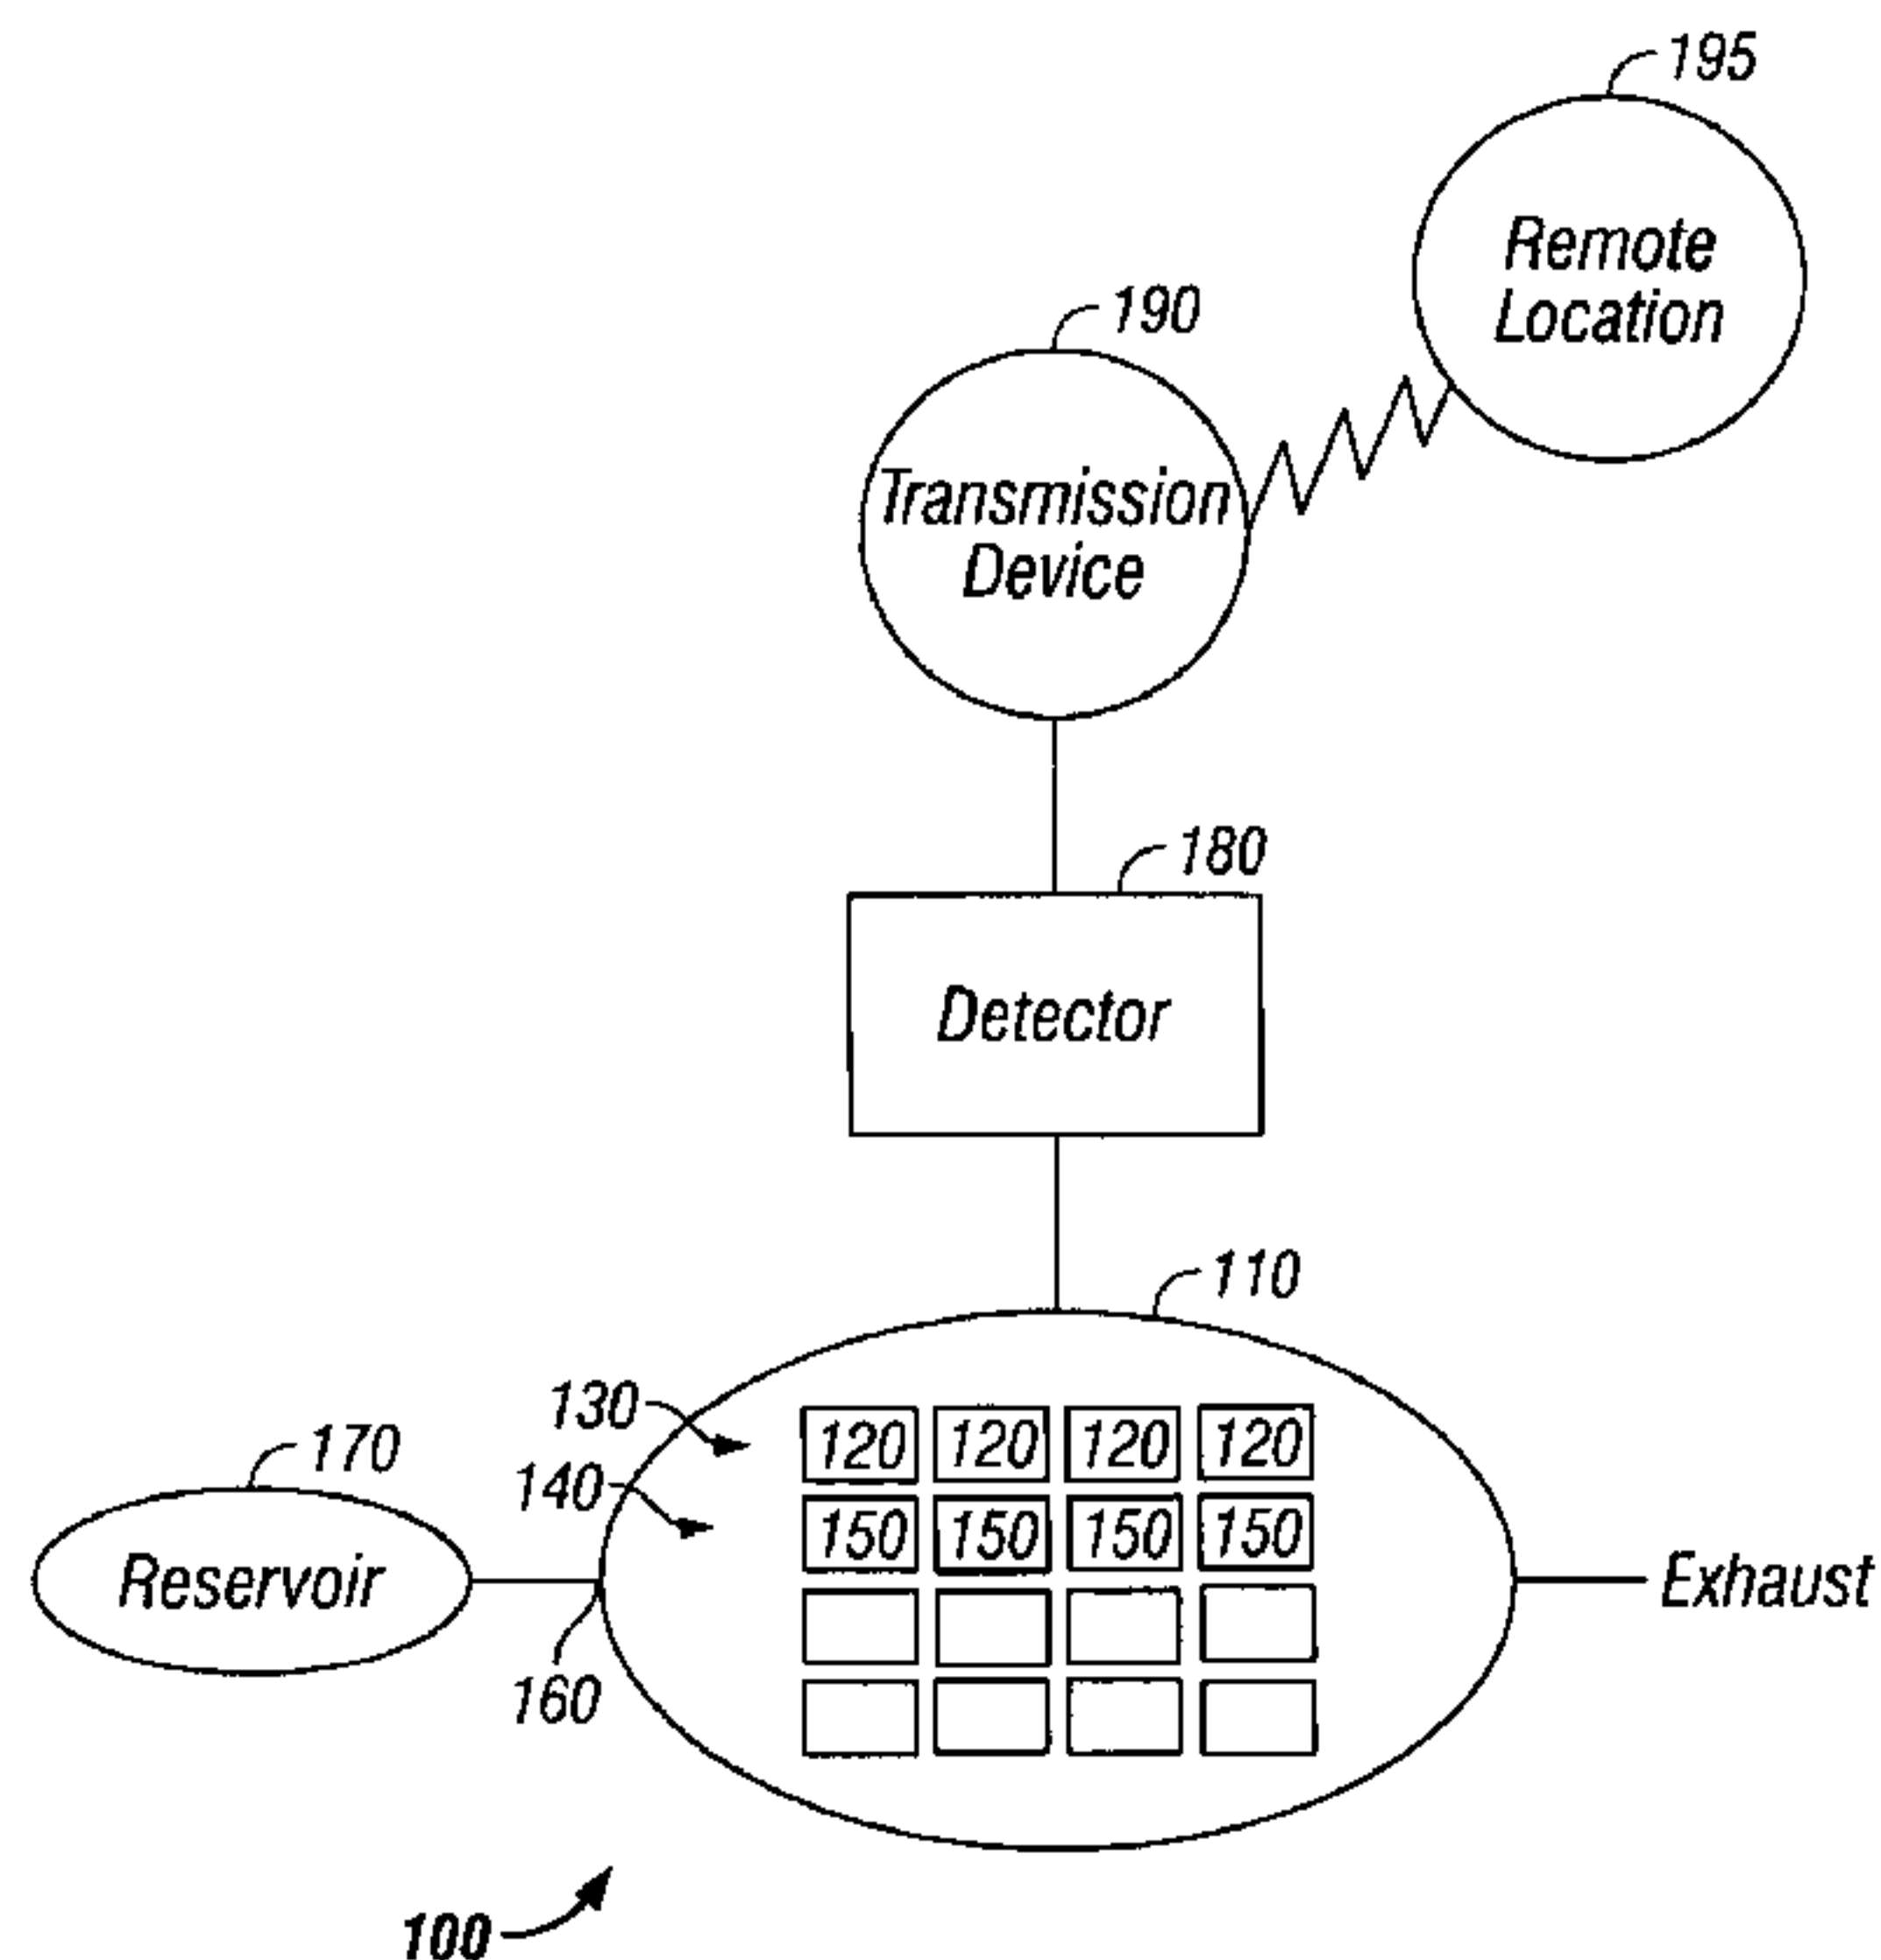 195
Remote
Location
190
Transmission
Device
180
Detector
110
130
120 120 120 120
170
140
150 150 150 150
Reservoir
Exhaust
160
100